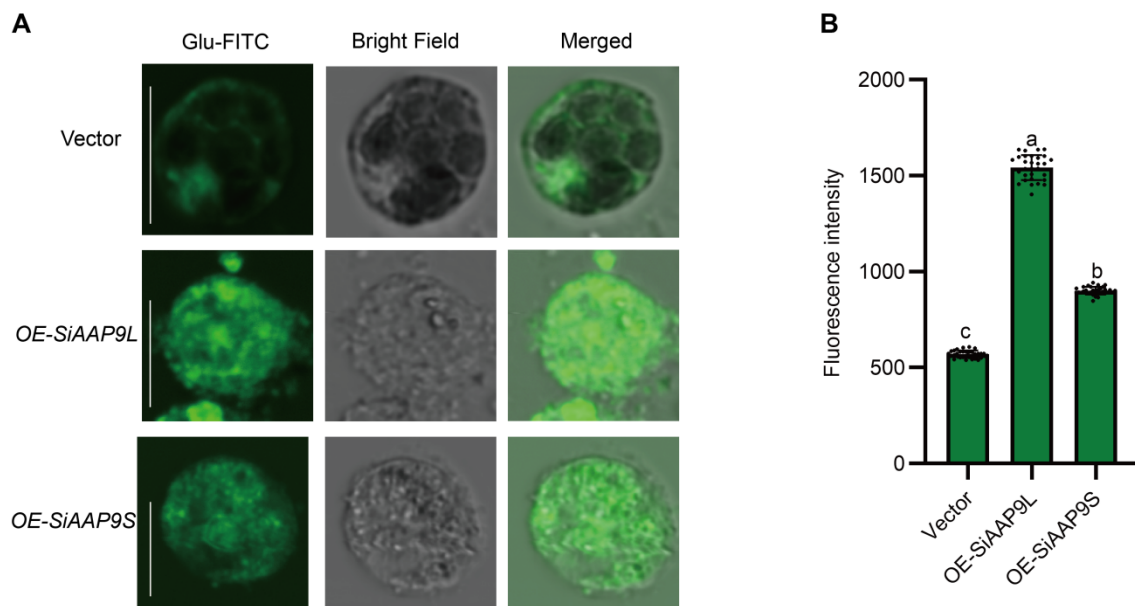 A
Glu-FITC Bright Field Merged
Vector
OE-SiAAP9L
OE-SiAAP9S
B
Fluorescence intensity
2000
1500
1000
500
0
c
a
b
Vector
OE-SiAAP9L
OE-SiAAP9S